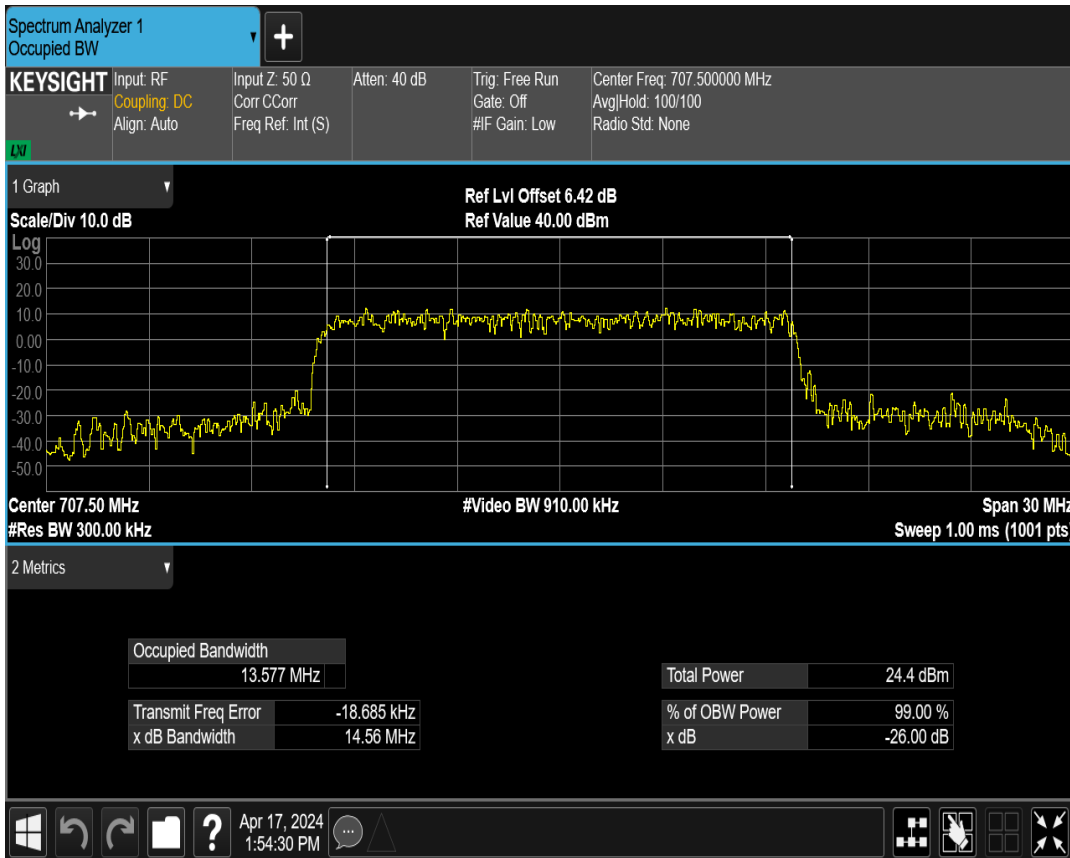 Spectrum Analyzer 1
Occupied BW
+
KEYSIGHT
LXI
Input: RF
Coupling: DC
Align: Auto
Input Z: 50 Ω
Corr CCorr
Freq Ref: Int (S)
Atten: 40 dB
Trig: Free Run
Gate: Off
#IF Gain: Low
Center Freq: 707.500000 MHz
Avg|Hold: 100/100
Radio Std: None
1 Graph
Scale/Div 10.0 dB
Ref Lvl Offset 6.42 dB
Ref Value 40.00 dBm
Log
30.0
20.0
10.0
0.00
-10.0
-20.0
-30.0
-40.0
-50.0
Center 707.50 MHz
#Video BW 910.00 kHz
Span 30 MHz
#Res BW 300.00 kHz
Sweep 1.00 ms (1001 pts)
2 Metrics
Occupied Bandwidth
13.577 MHz
Total Power 24.4 dBm
Transmit Freq Error -18.685 kHz
% of OBW Power 99.00 %
x dB Bandwidth 14.56 MHz
x dB -26.00 dB
?
Apr 17, 2024
1:54:30 PM